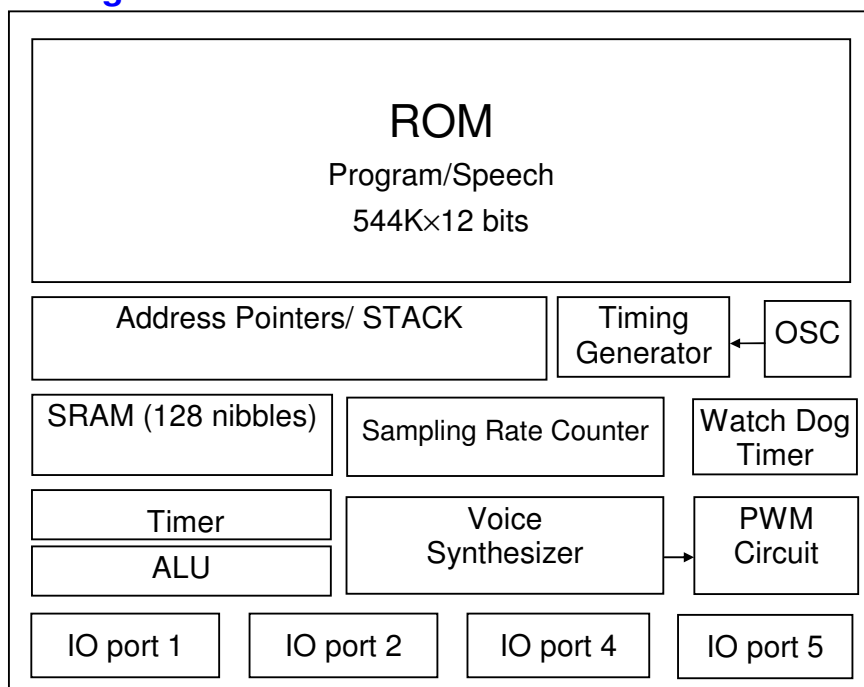 ROM
Program/Speech
544K×12 bits
Address Pointers/ STACK
Timing
Generator
OSC
SRAM (128 nibbles)
Sampling Rate Counter
Watch Dog
Timer
Timer
ALU
Voice
Synthesizer
PWM
Circuit
IO port 1
IO port 2
IO port 4
IO port 5